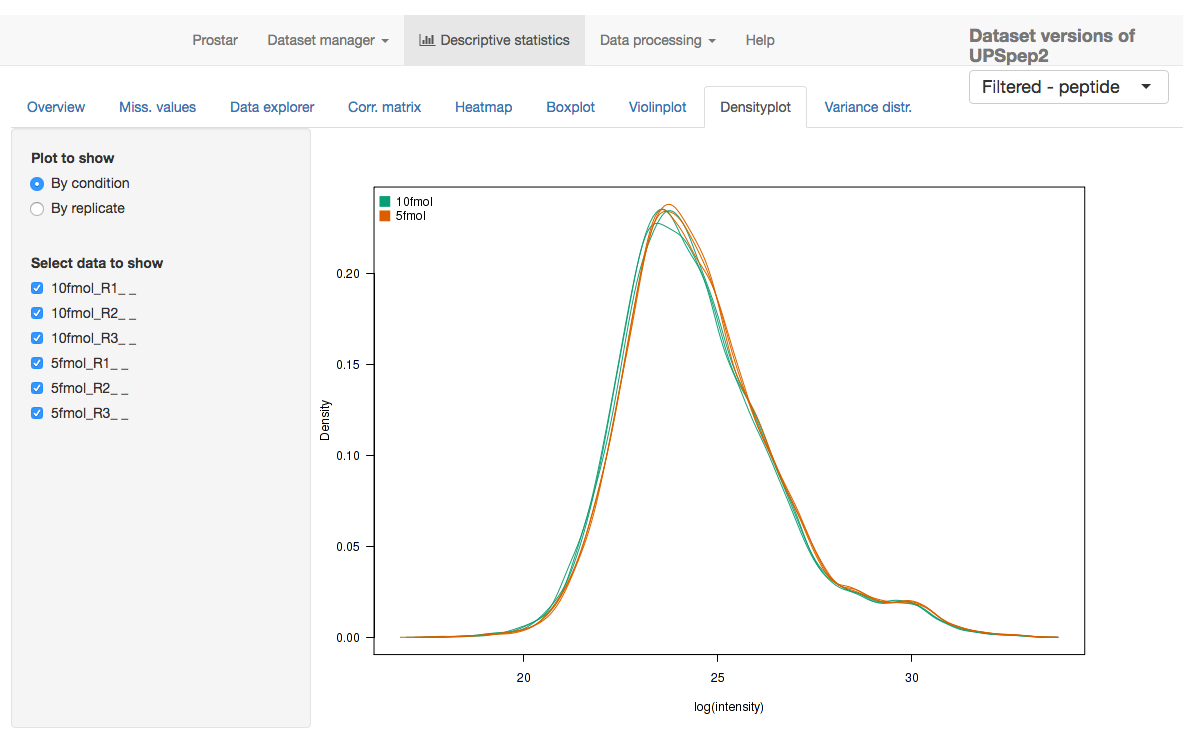 Prostar
Dataset manager
Descriptive statistics
Data processing
Help
Dataset versions of
UPSpep2
Filtered - peptide
Overview
Miss. values
Data explorer
Corr. matrix
Heatmap
Boxplot
Violinplot
Densityplot
Variance distr.
Plot to show
By condition
By replicate
Select data to show
10fmol_R1_ _
10fmol_R2_ _
10fmol_R3_ _
5fmol_R1_ _
5fmol_R2_ _
5fmol_R3_ _
10fmol
5fmol
0.20
0.15
0.10
0.05
0.00
Density
20
25
30
log(intensity)